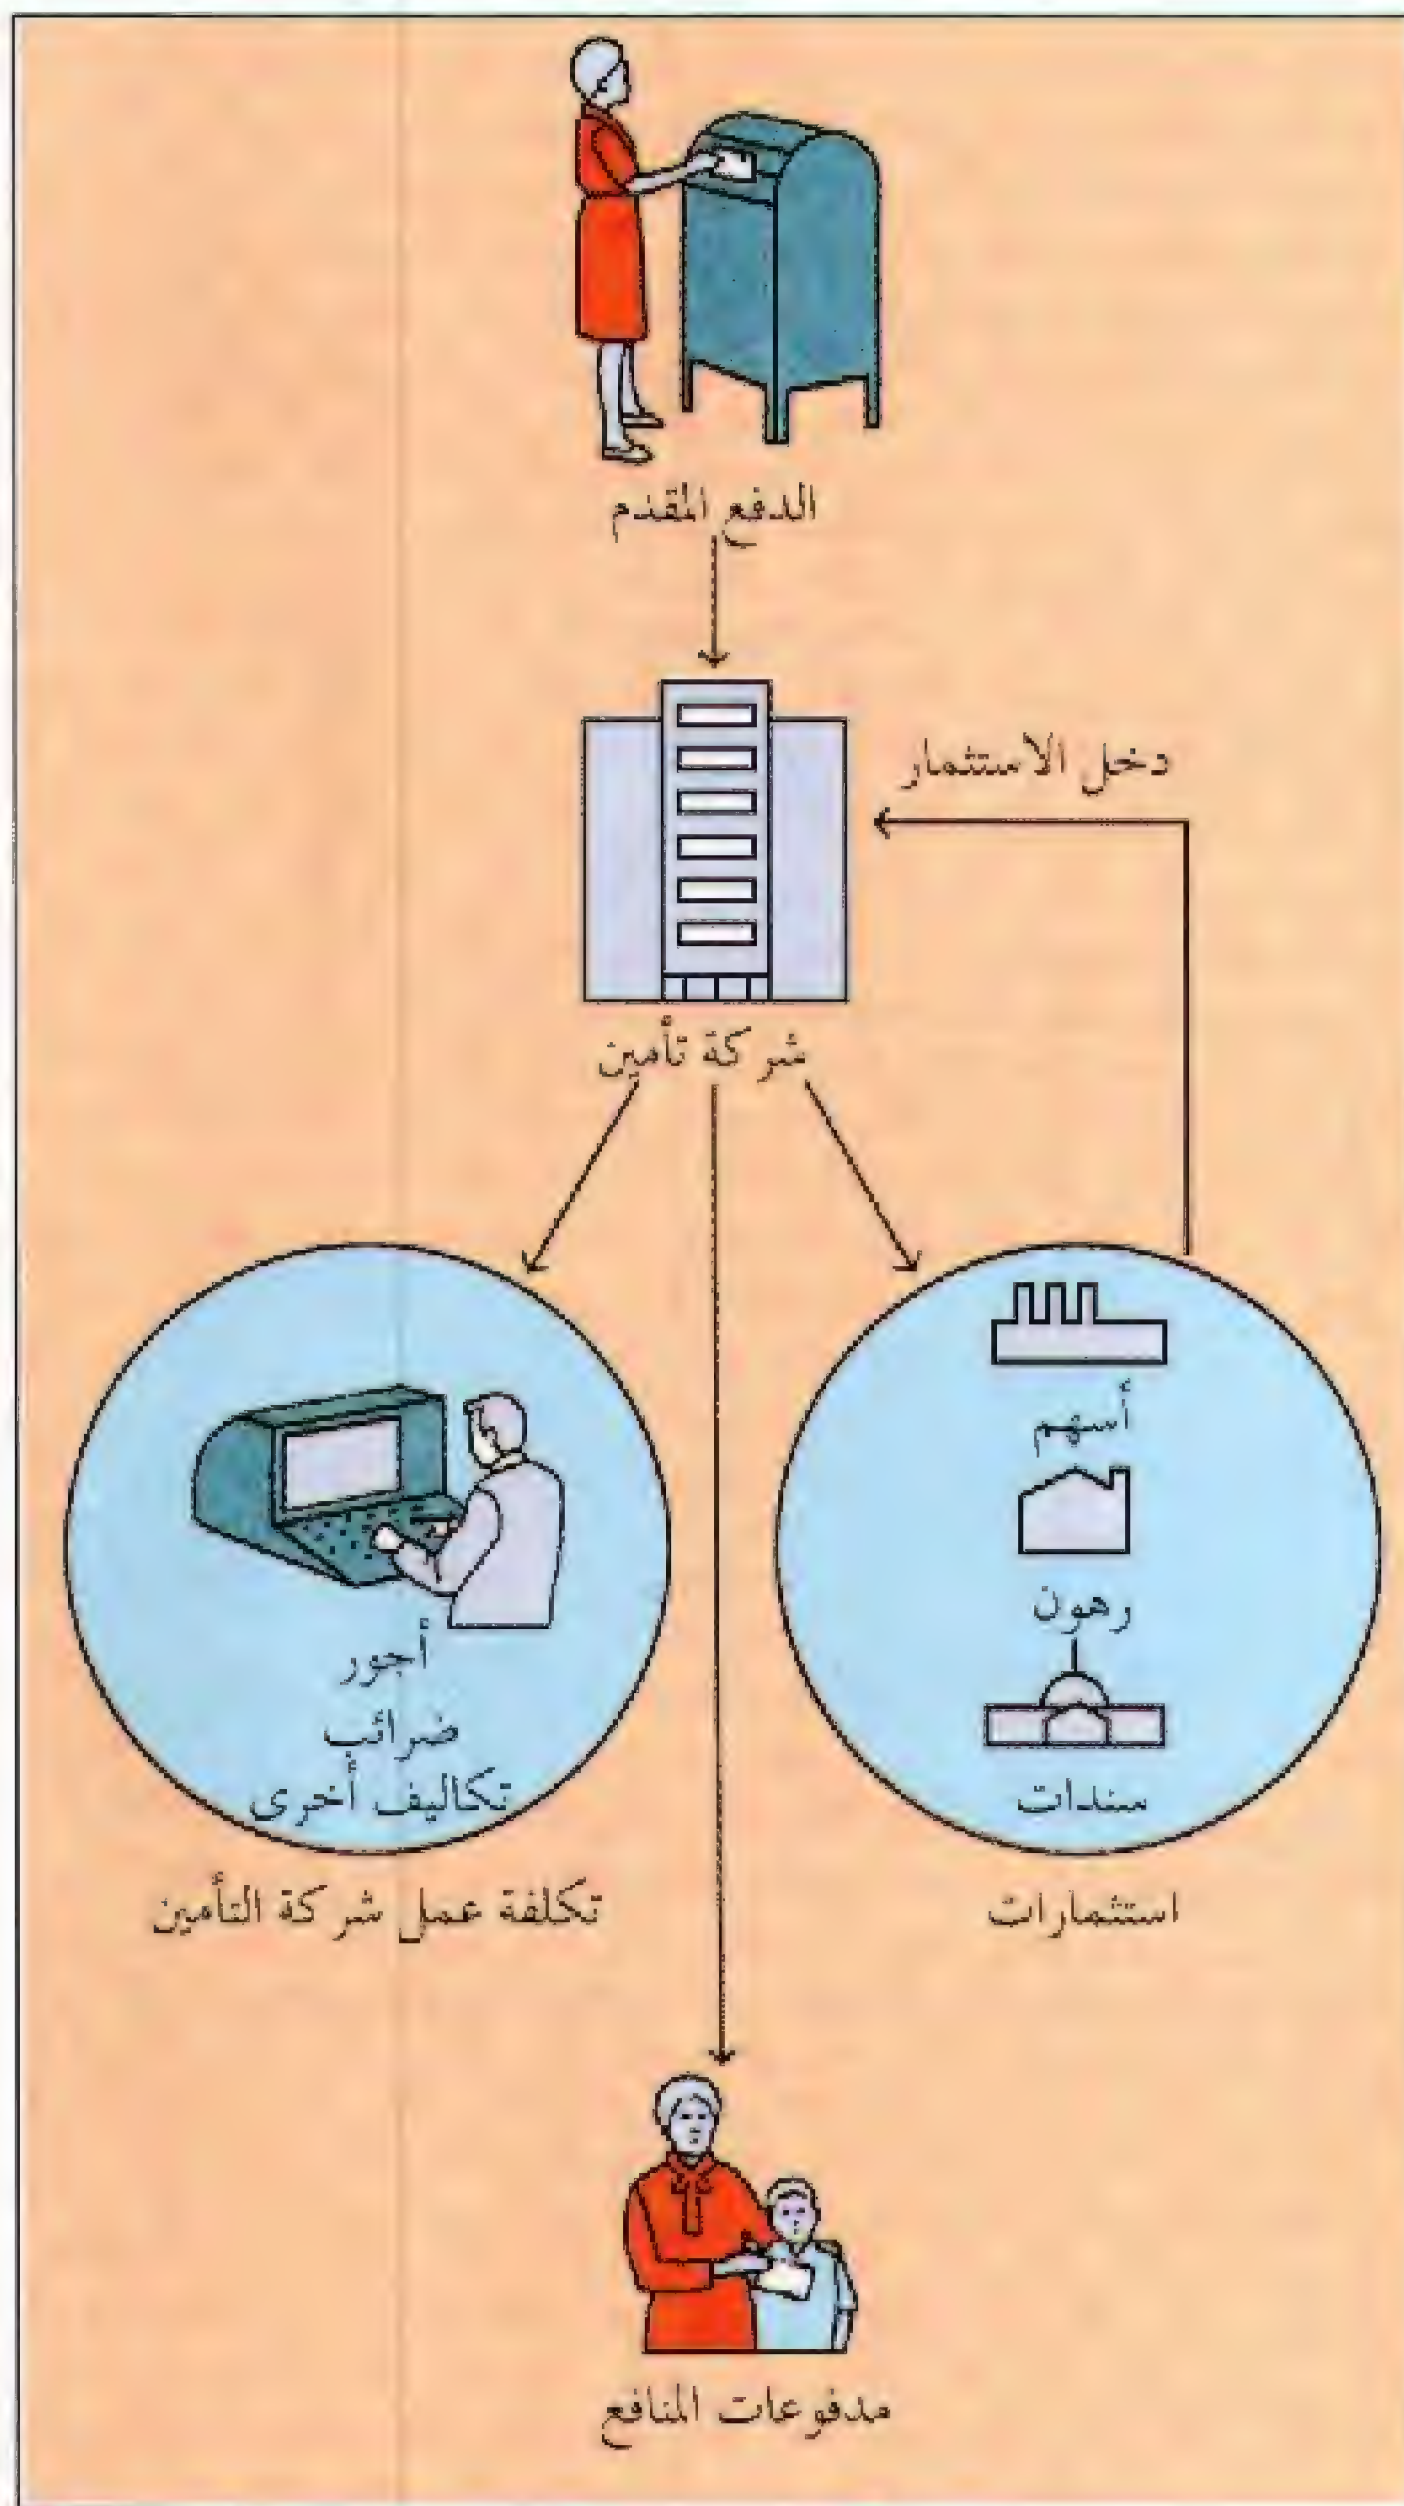 الدفع المقدم
دخل الاستثمار
شركة تأمين
أسهم
رهون
سندات
استثمارات
أجور
ضرائب
تكاليف أخرى
تكلفة عمل شركة التأمين
مدفوعات المنافع